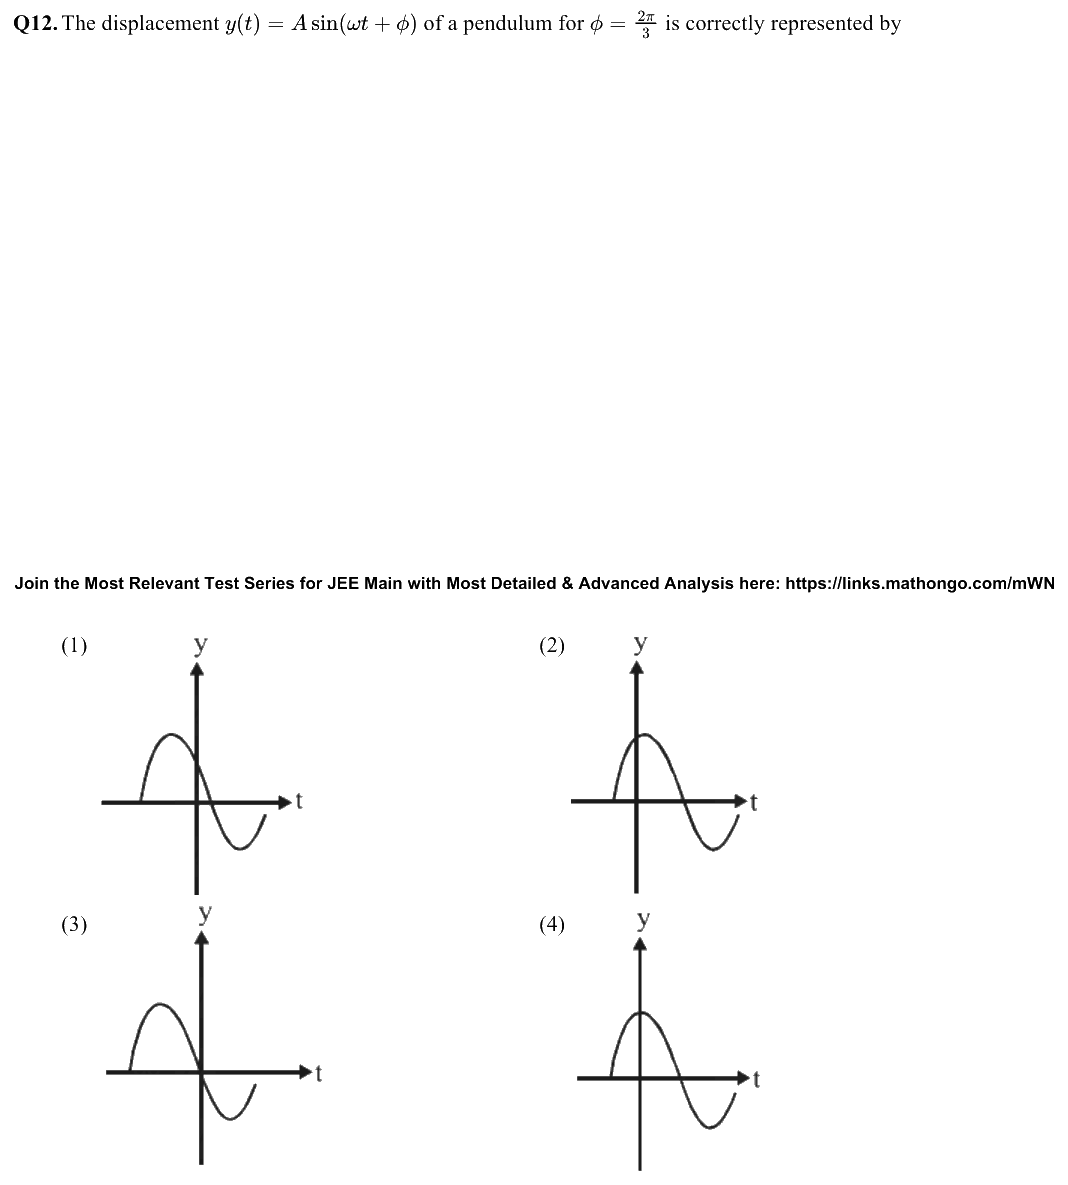 Q12. The displacement y(t) = A sin(ωt + ϕ) of a pendulum for ϕ = 2π/3 is correctly represented by
Join the Most Relevant Test Series for JEE Main with Most Detailed & Advanced Analysis here: https://links.mathongo.com/mWN
(1) y t
(2) y t
(3) y t
(4) y t